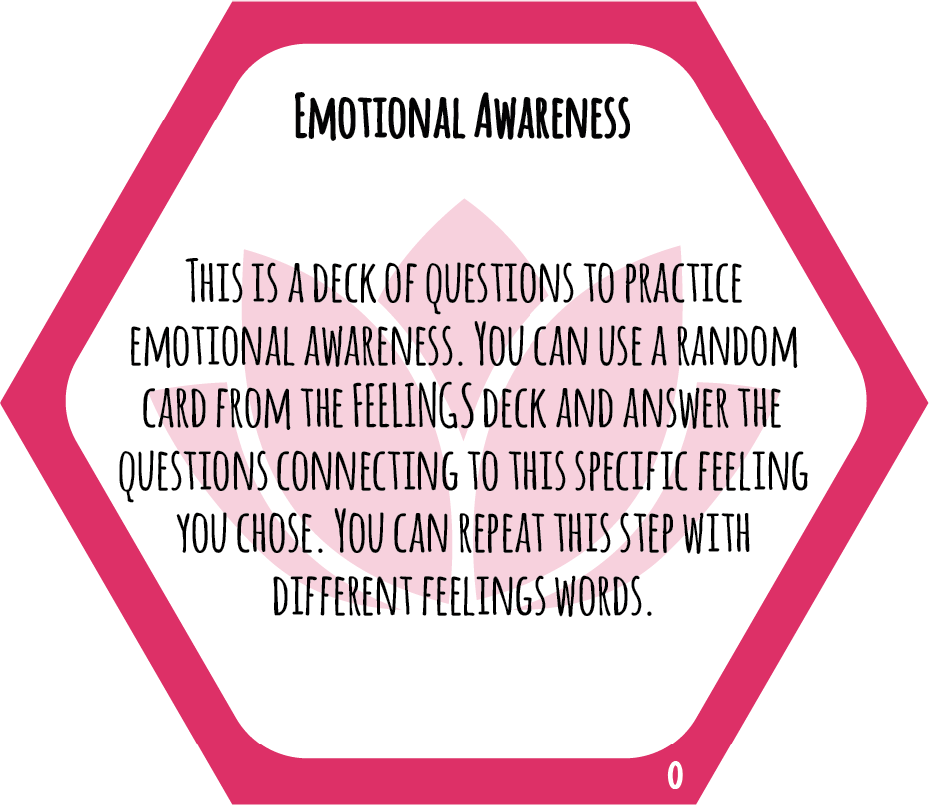 Emotional Awareness
This is a deck of questions to practice
emotional awareness. You can use a random
card from the FEELINGS deck and answer the
questions connecting to this specific feeling
you chose. You can repeat this step with
different feelings words.
0